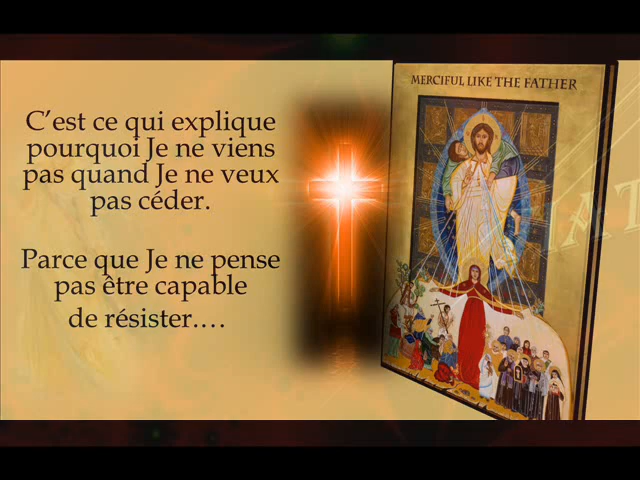 C'est ce qui explique
pourquoi Je ne viens
pas quand Je ne veux
pas céder.
Parce que Je ne pense
pas être capable
de résister....
MERCIFUL LIKE THE FATHER
IAT